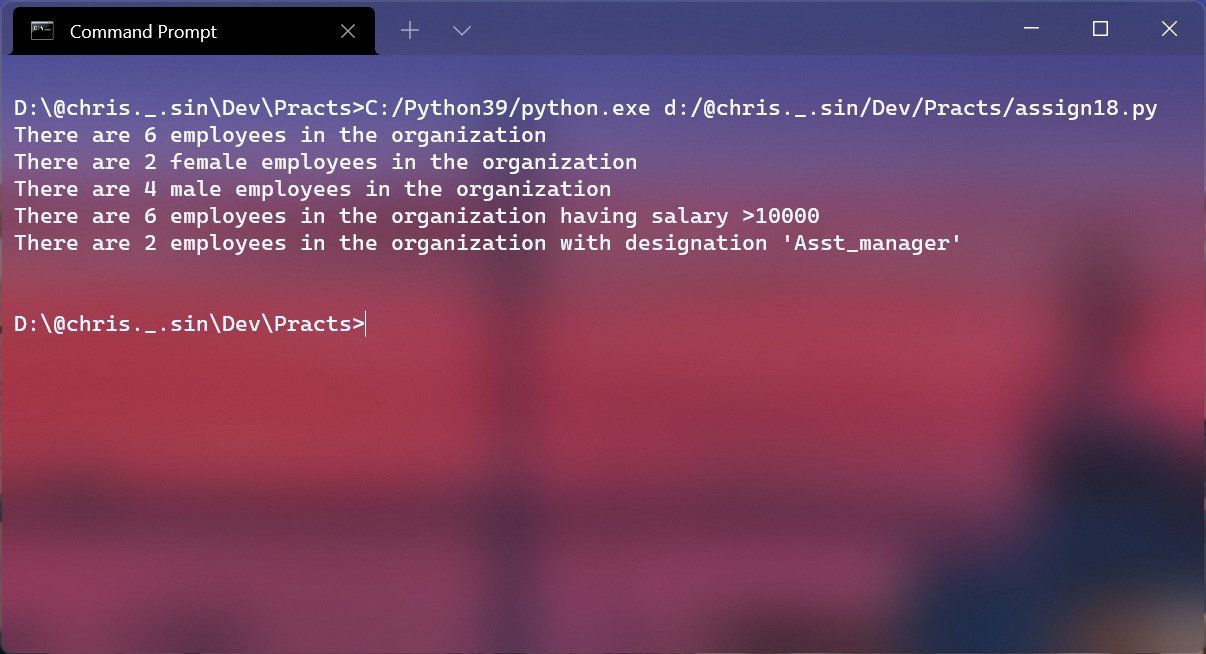 Command Prompt
D:\@chris._.sin\Dev\Practs>C:/Python39/python.exe d:/@chris._.sin/Dev/Practs/assign18.py
There are 6 employees in the organization
There are 2 female employees in the organization
There are 4 male employees in the organization
There are 6 employees in the organization having salary >10000
There are 2 employees in the organization with designation 'Asst_manager'
D:\@chris._.sin\Dev\Practs>